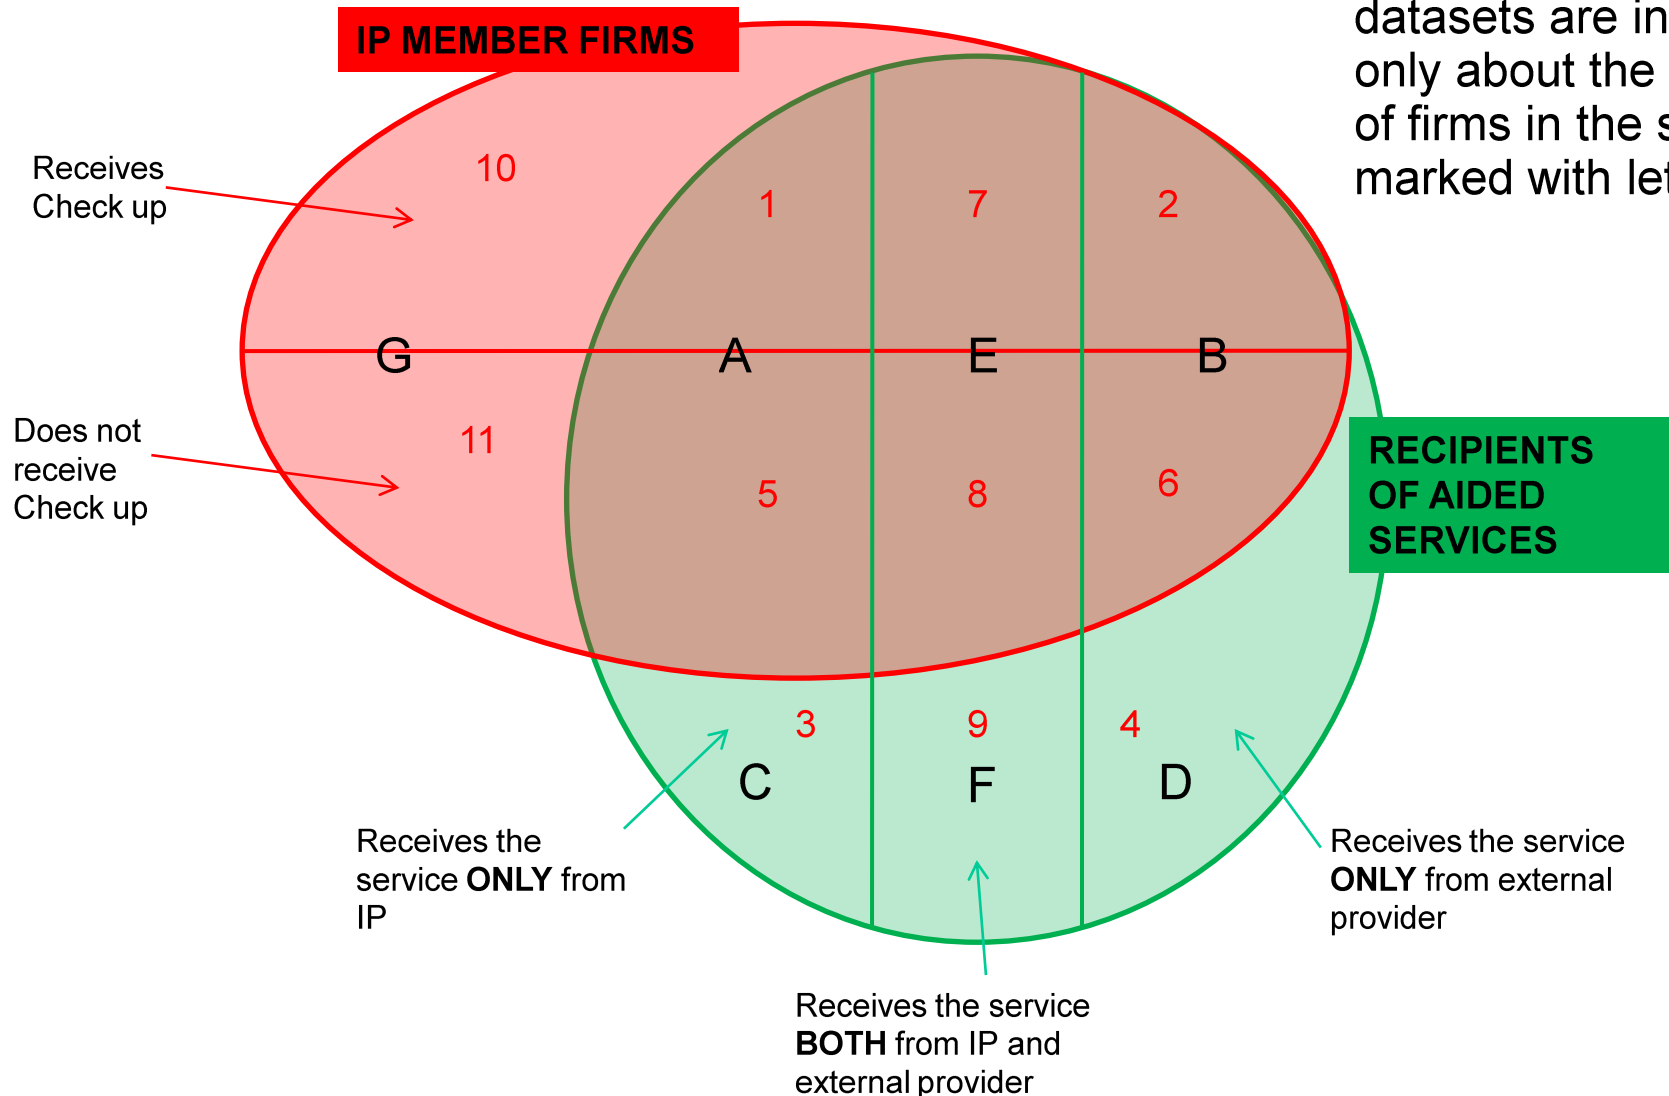 IP MEMBER FIRMS
datasets are in
only about the
of firms in the
marked with
Receives
Check up
10
1
7
2
G
A
E
B
Does not
receive
Check up
11
5
8
6
RECIPIENTS
OF AIDED
SERVICES
3
9
4
C
F
D
Receives the
service ONLY from
IP
Receives the service
ONLY from external
provider
Receives the service
BOTH from IP and
external provider